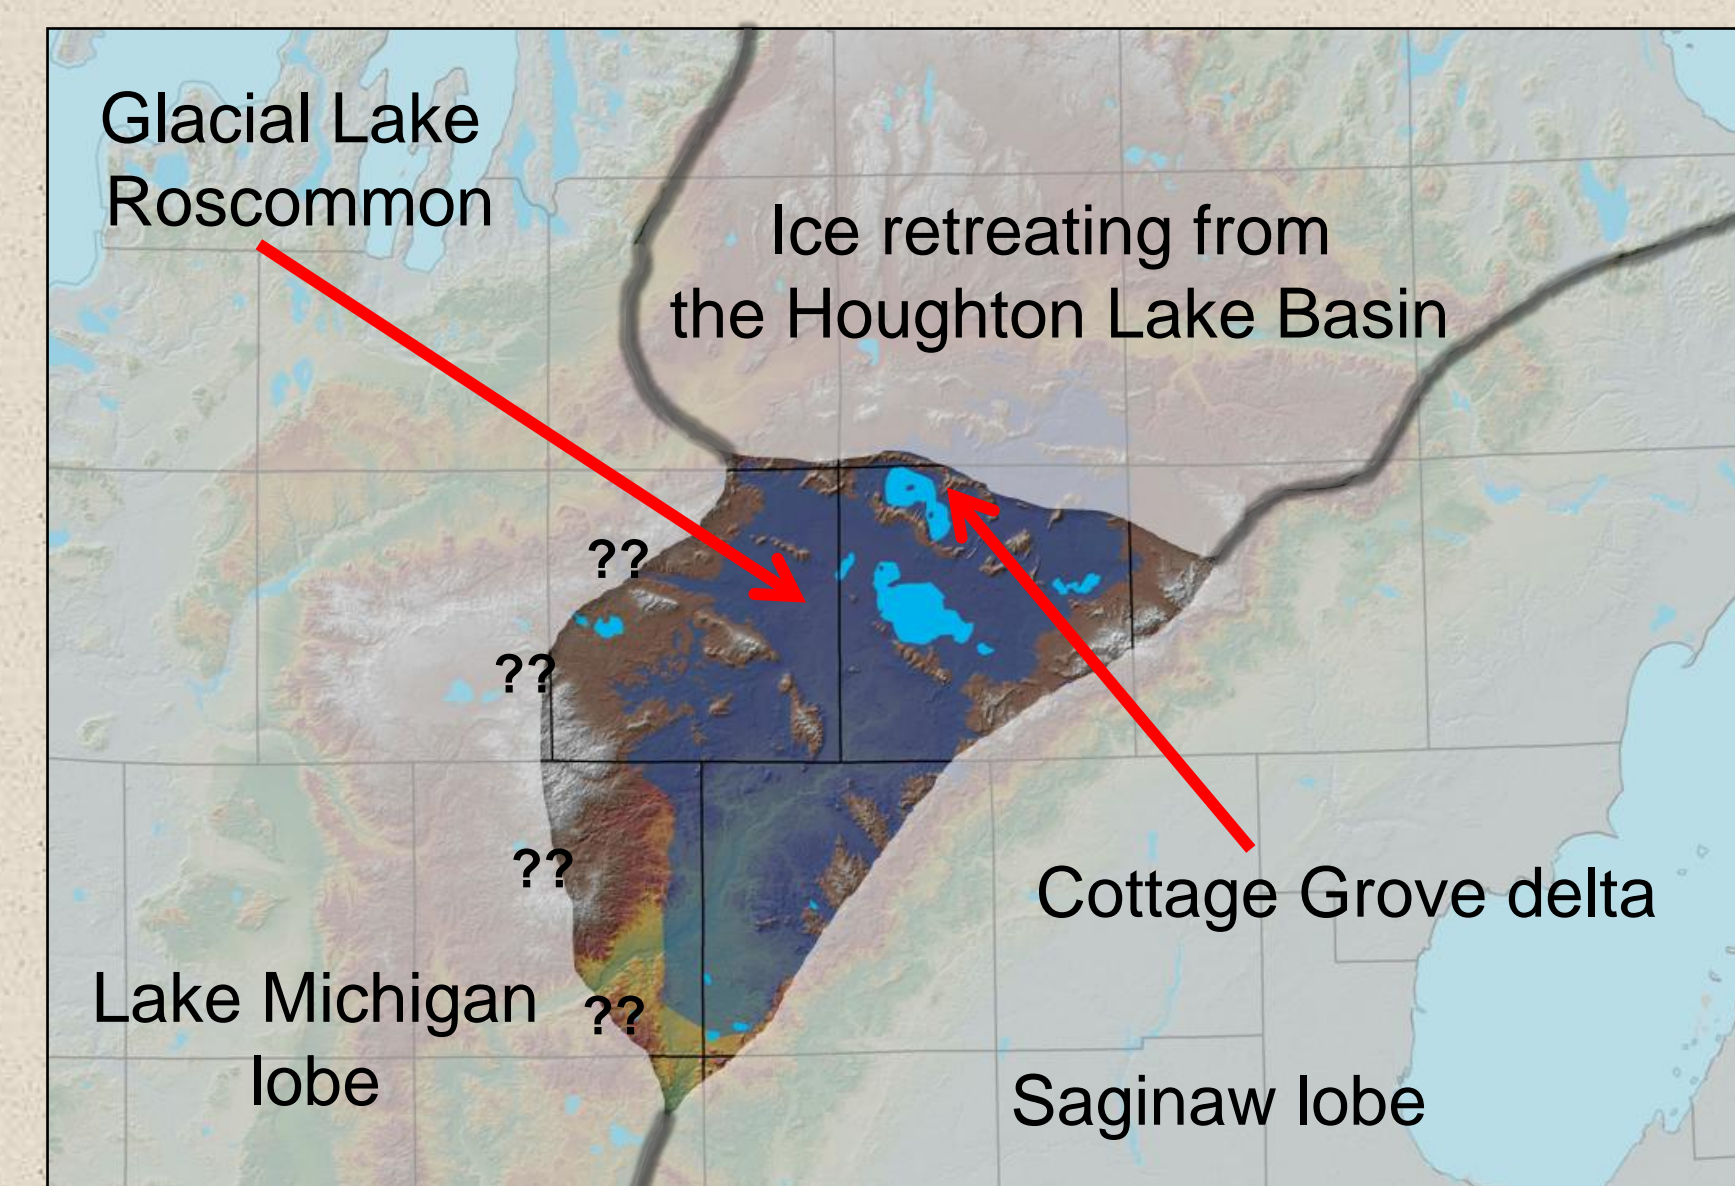 Glacial Lake
Roscommon
Ice retreating from
the Houghton Lake Basin
??
??
??
Cottage Grove delta
Lake Michigan
lobe
??
Saginaw lobe